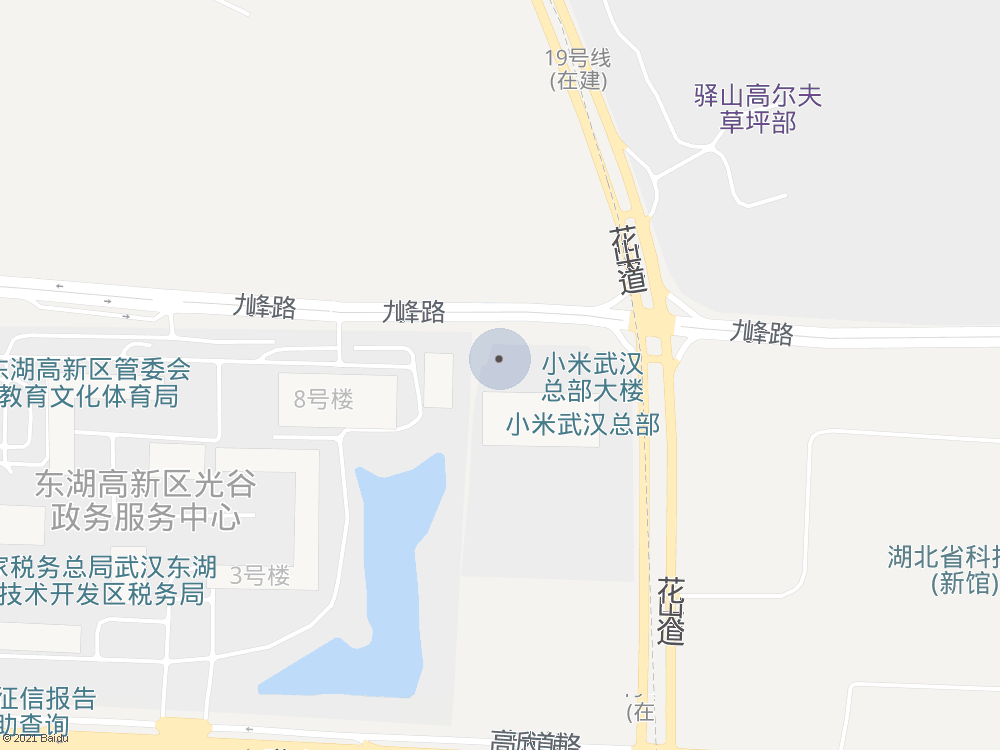 19号线
(在建)
驿山高尔夫
草坪部
花山大道
九峰路
九峰路
九峰路
东湖高新区管委会
教育文化体育局
小米武汉
总部大楼
8号楼
小米武汉总部
东湖高新区光谷
政务服务中心
湖北省科技
(新馆)
家税务总局武汉东湖
技术开发区税务局
3号楼
花山大道
征信报告
助查询
(在
© 2021 Baidu